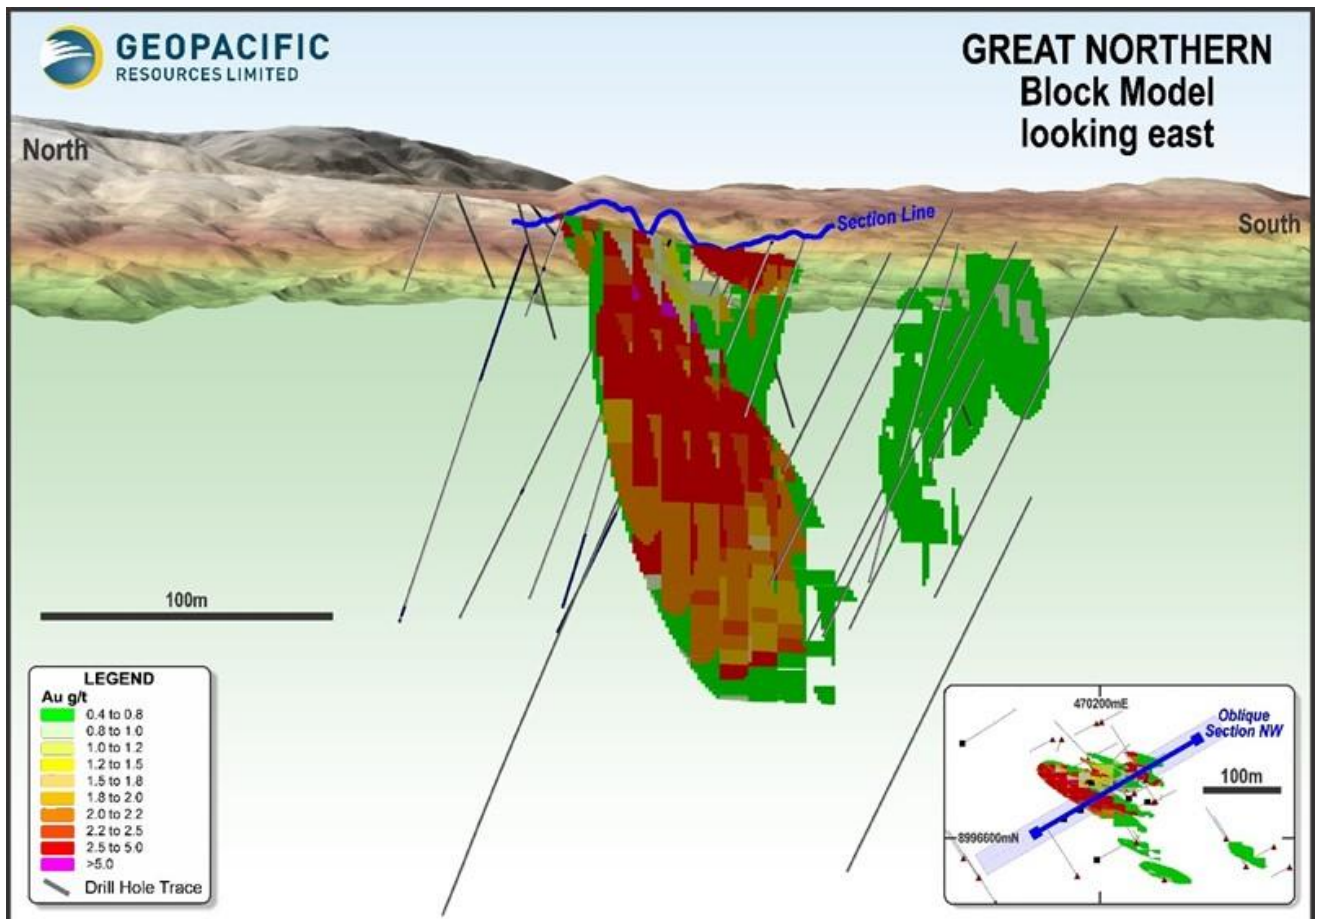 GEOPACIFIC
RESOURCES LIMITED
GREAT NORTHERN
Block Model
looking east
North
Section Line
South
100m
LEGEND
Au g/t
0.4 to 0.8
0.8 to 1.0
1.0 to 1.2
1.2 to 1.5
1.5 to 1.8
1.8 to 2.0
2.0 to 2.2
2.2 to 2.5
2.5 to 5.0
>5.0
Drill Hole Trace
470200mE
Oblique
Section NW
100m
8996600mN